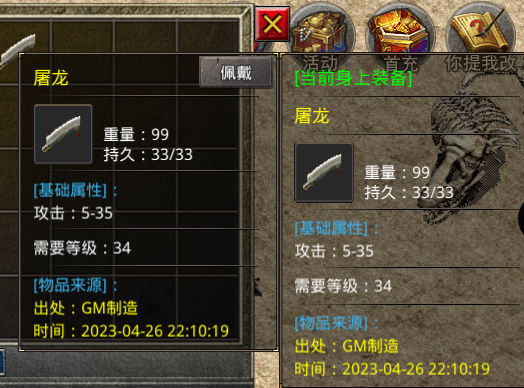 活动
首充
你提我改
屠龙
佩戴
重量：99
持久：33/33
[基础属性]：
攻击：5-35
需要等级：34
[物品来源]：
出处：GM制造
时间：2023-04-26 22:10:19
[当前身上装备]
屠龙
重量：99
持久：33/33
[基础属性]：
攻击：5-35
需要等级：34
[物品来源]：
出处：GM制造
时间：2023-04-26 22:10:19